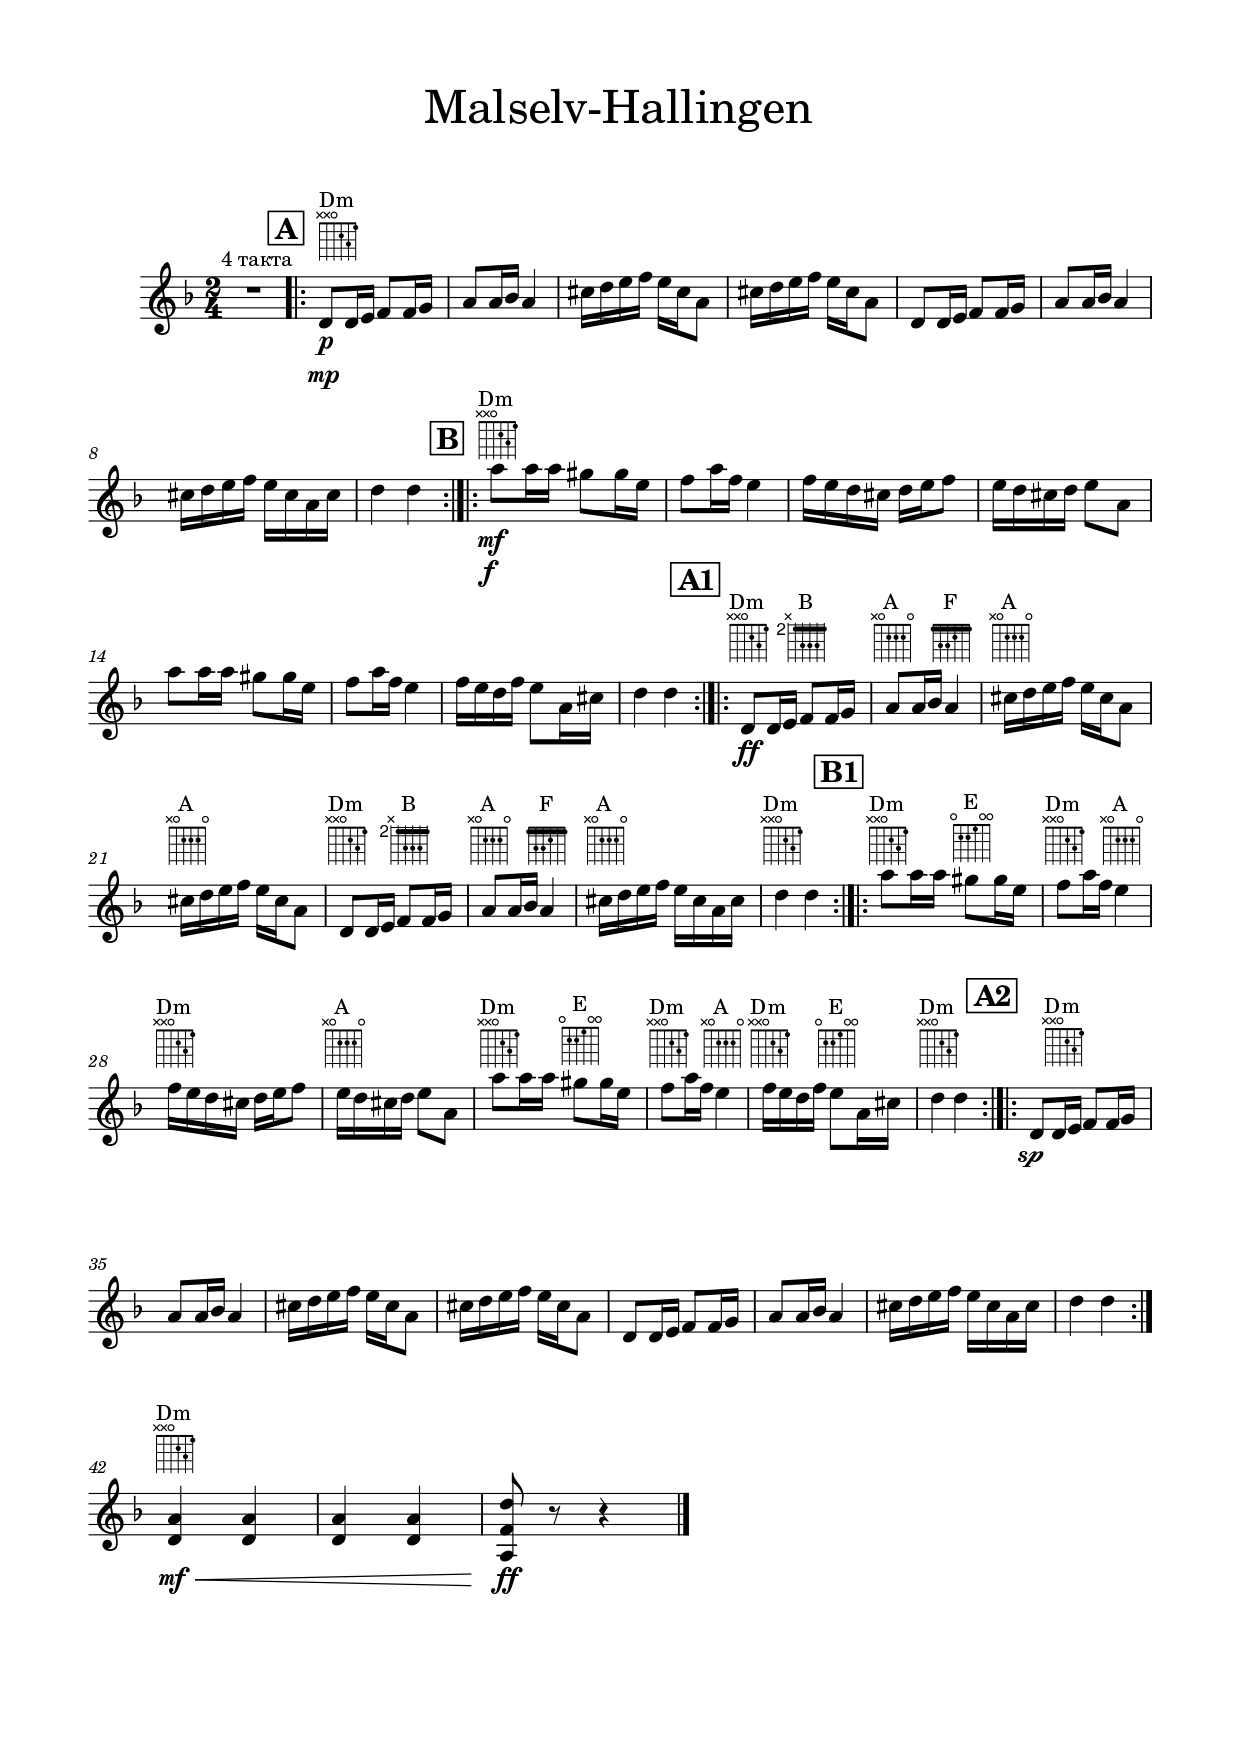 Malselv-Hallingen
Dm
A
4 такта
2
4
p
mp
Dm
B
8
mf
f
A1
Dm B A F A
2
14
ff
B1
A Dm B A F A Dm Dm E Dm A
2
21
A2
Dm A Dm E Dm A Dm E Dm Dm
28
sp
35
Dm
42
mf ff